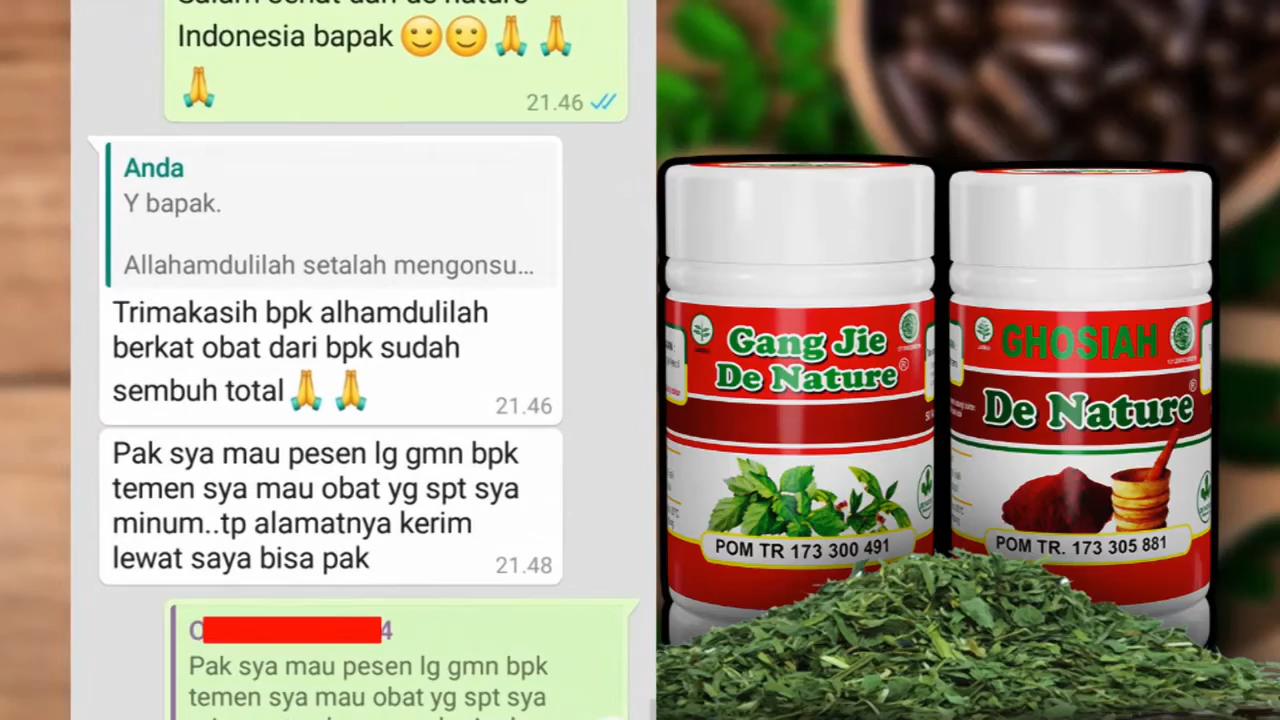 Indonesia bapak 🙂🙂🙏🙏
🙏
21.46
Anda
Y bapak.
Allahamdulilah setalah mengonsu...
Trimakasih bpk alhamdulilah
berkat obat dari bpk sudah
sembuh total🙏🙏
21.46
Pak sya mau pesen lg gmn bpk
temen sya mau obat yg spt sya
minum..tp alamatnya kerim
lewat saya bisa pak
21.48
4
Pak sya mau pesen lg gmn bpk
temen sya mau obat yg spt sya
Gang Jie
De Nature®
POM TR 173 300 491
GHOSIAH
De Nature®
POM TR. 173 305 881